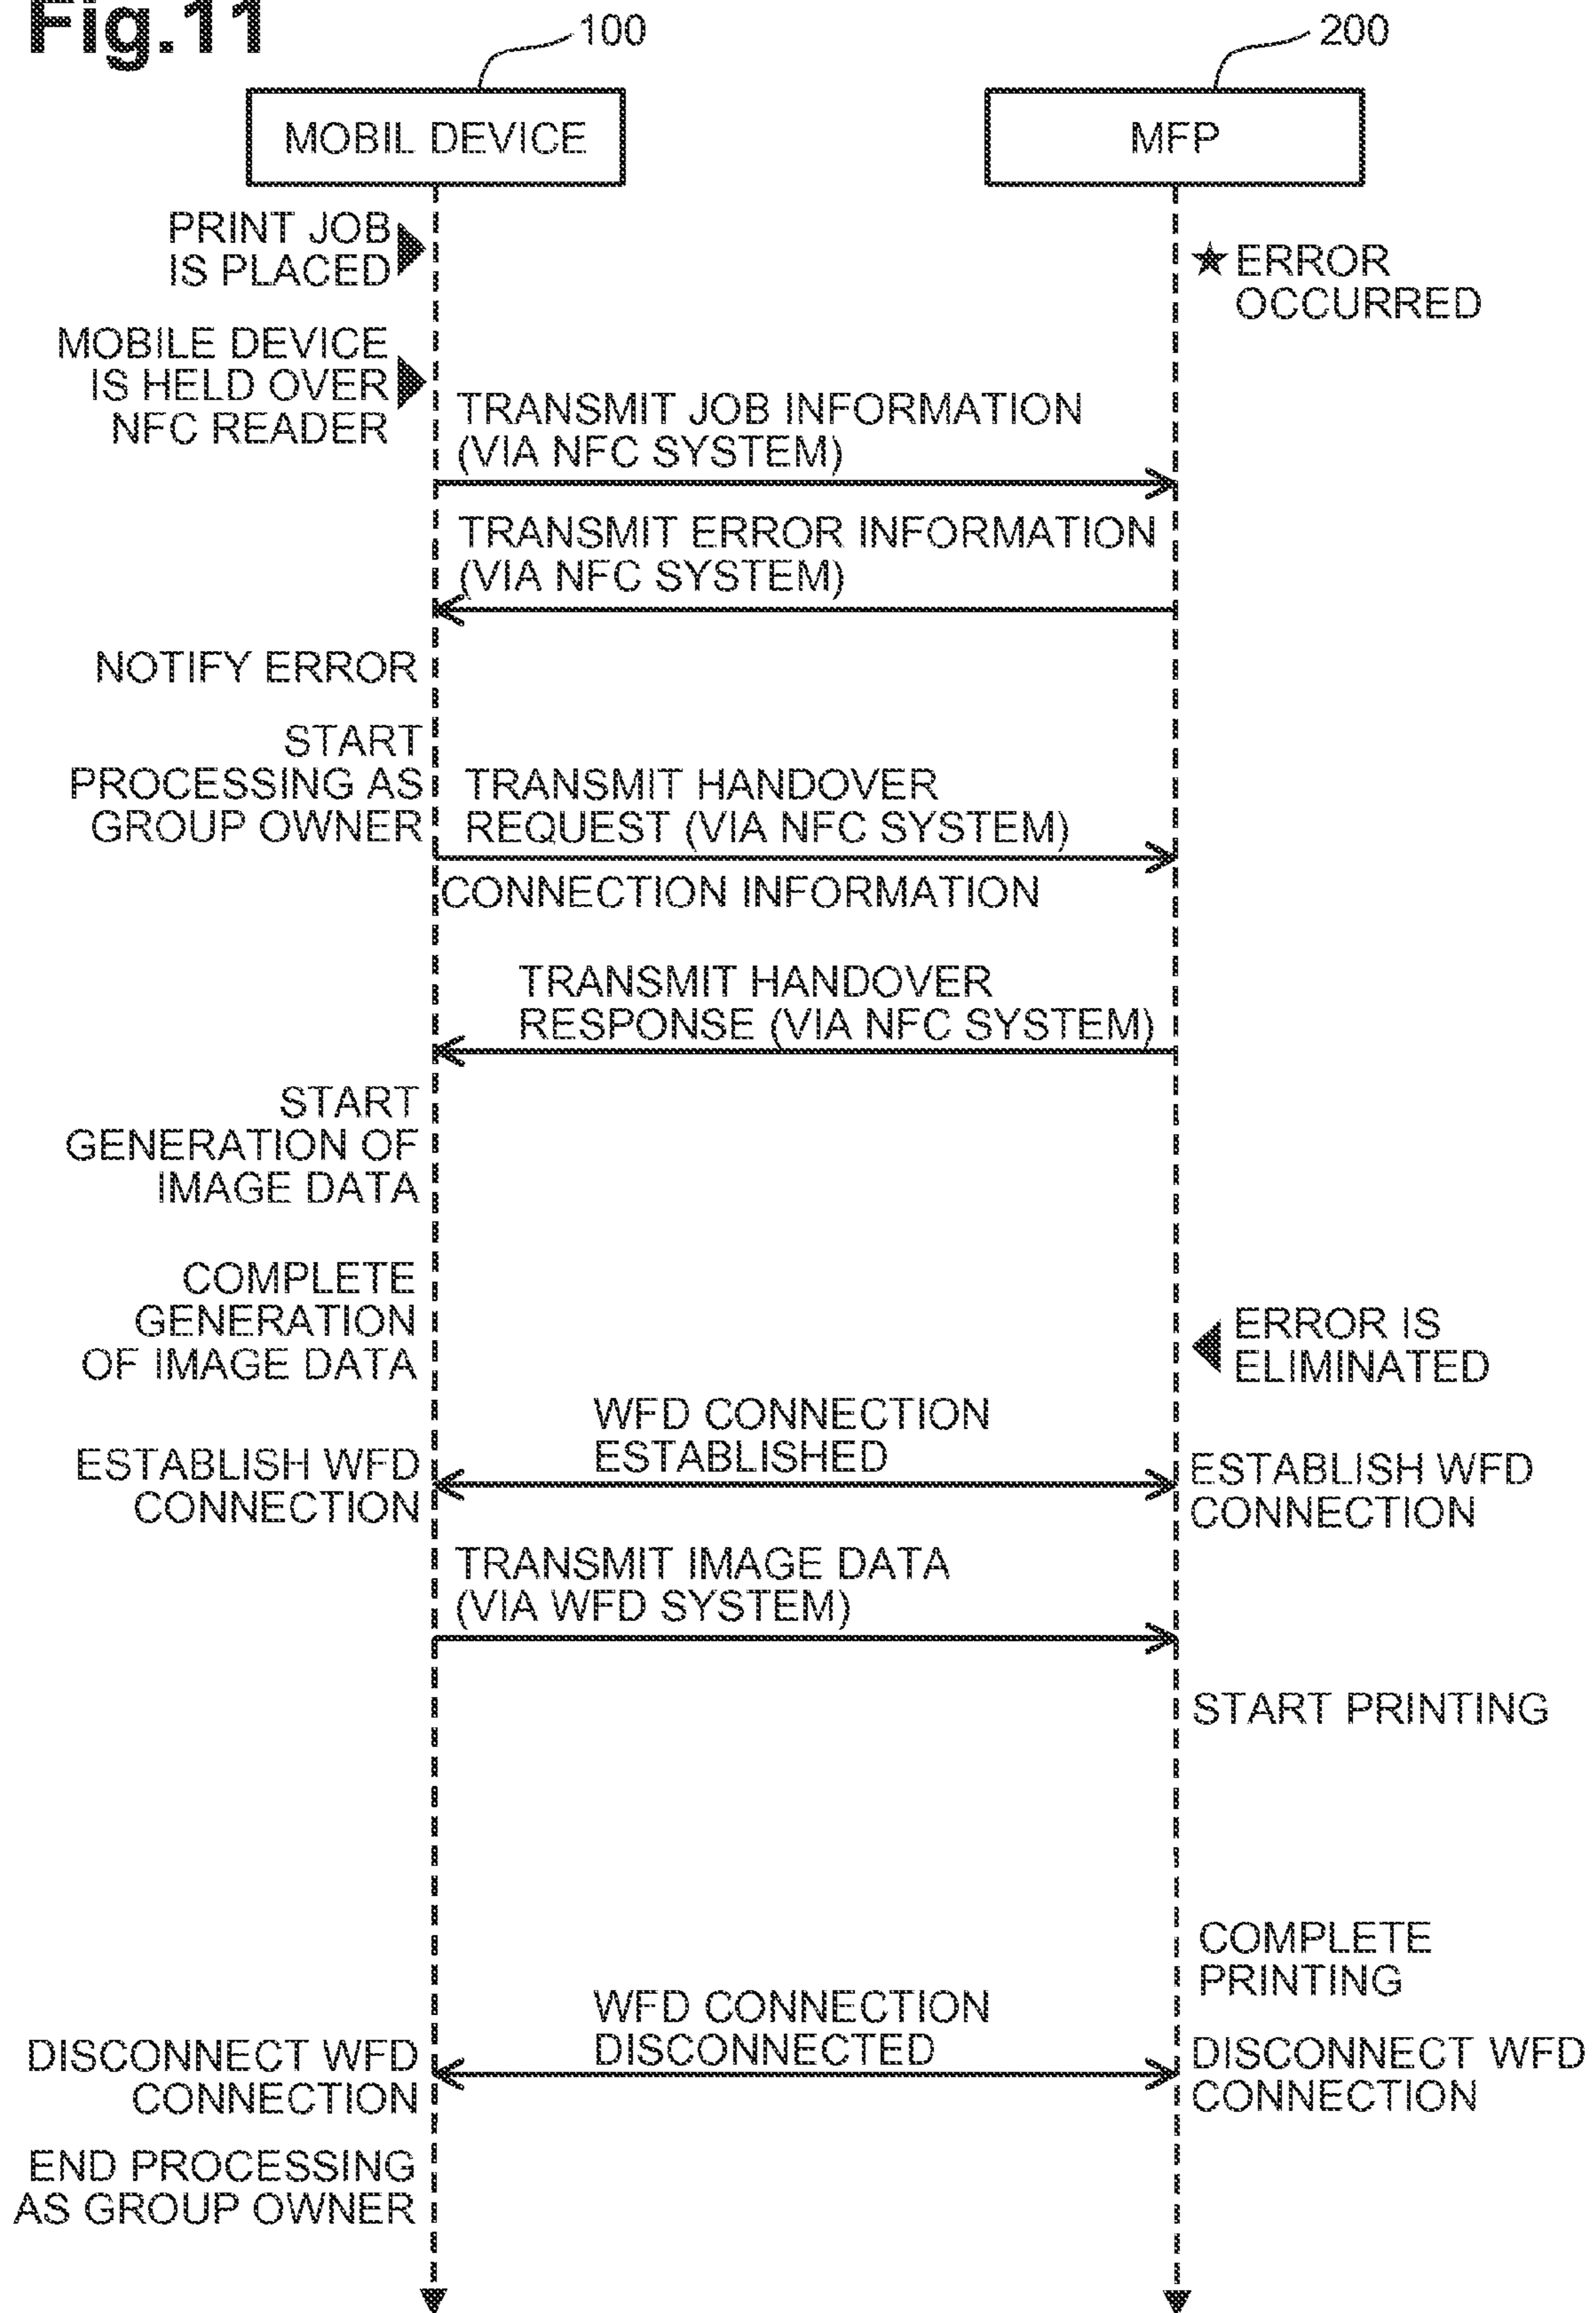 Fig.11
100
200
MOBIL DEVICE
MFP
PRINT JOB
IS PLACED
ERROR
OCCURRED
MOBILE DEVICE
IS HELD OVER
NFC READER
TRANSMIT JOB INFORMATION
(VIA NFC SYSTEM)
TRANSMIT ERROR INFORMATION
(VIA NFC SYSTEM)
NOTIFY ERROR
START
PROCESSING AS
GROUP OWNER
TRANSMIT HANDOVER
REQUEST (VIA NFC SYSTEM)
CONNECTION INFORMATION
TRANSMIT HANDOVER
RESPONSE (VIA NFC SYSTEM)
START
GENERATION OF
IMAGE DATA
COMPLETE
GENERATION
OF IMAGE DATA
ERROR IS
ELIMINATED
WFD CONNECTION
ESTABLISHED
ESTABLISH WFD
CONNECTION
ESTABLISH WFD
CONNECTION
TRANSMIT IMAGE DATA
(VIA WFD SYSTEM)
START PRINTING
COMPLETE
PRINTING
WFD CONNECTION
DISCONNECTED
DISCONNECT WFD
CONNECTION
DISCONNECT WFD
CONNECTION
END PROCESSING
AS GROUP OWNER